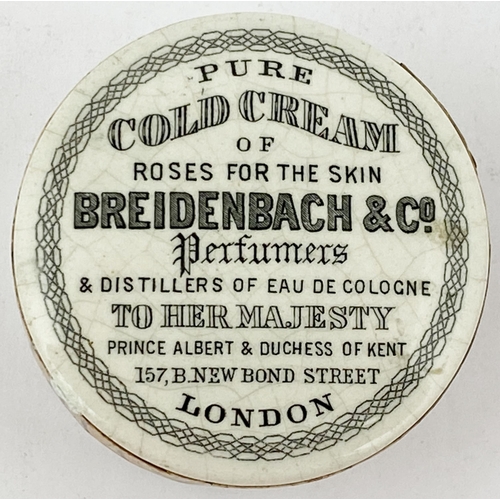 PURE
COLD CREAM
OF
ROSES FOR THE SKIN
BREIDENBACH & Co
Perfumers
& DISTILLERS OF EAU DE COLOGNE
TO HER MAJESTY
PRINCE ALBERT & DUCHESS OF KENT
157, B. NEW BOND STREET
LONDON